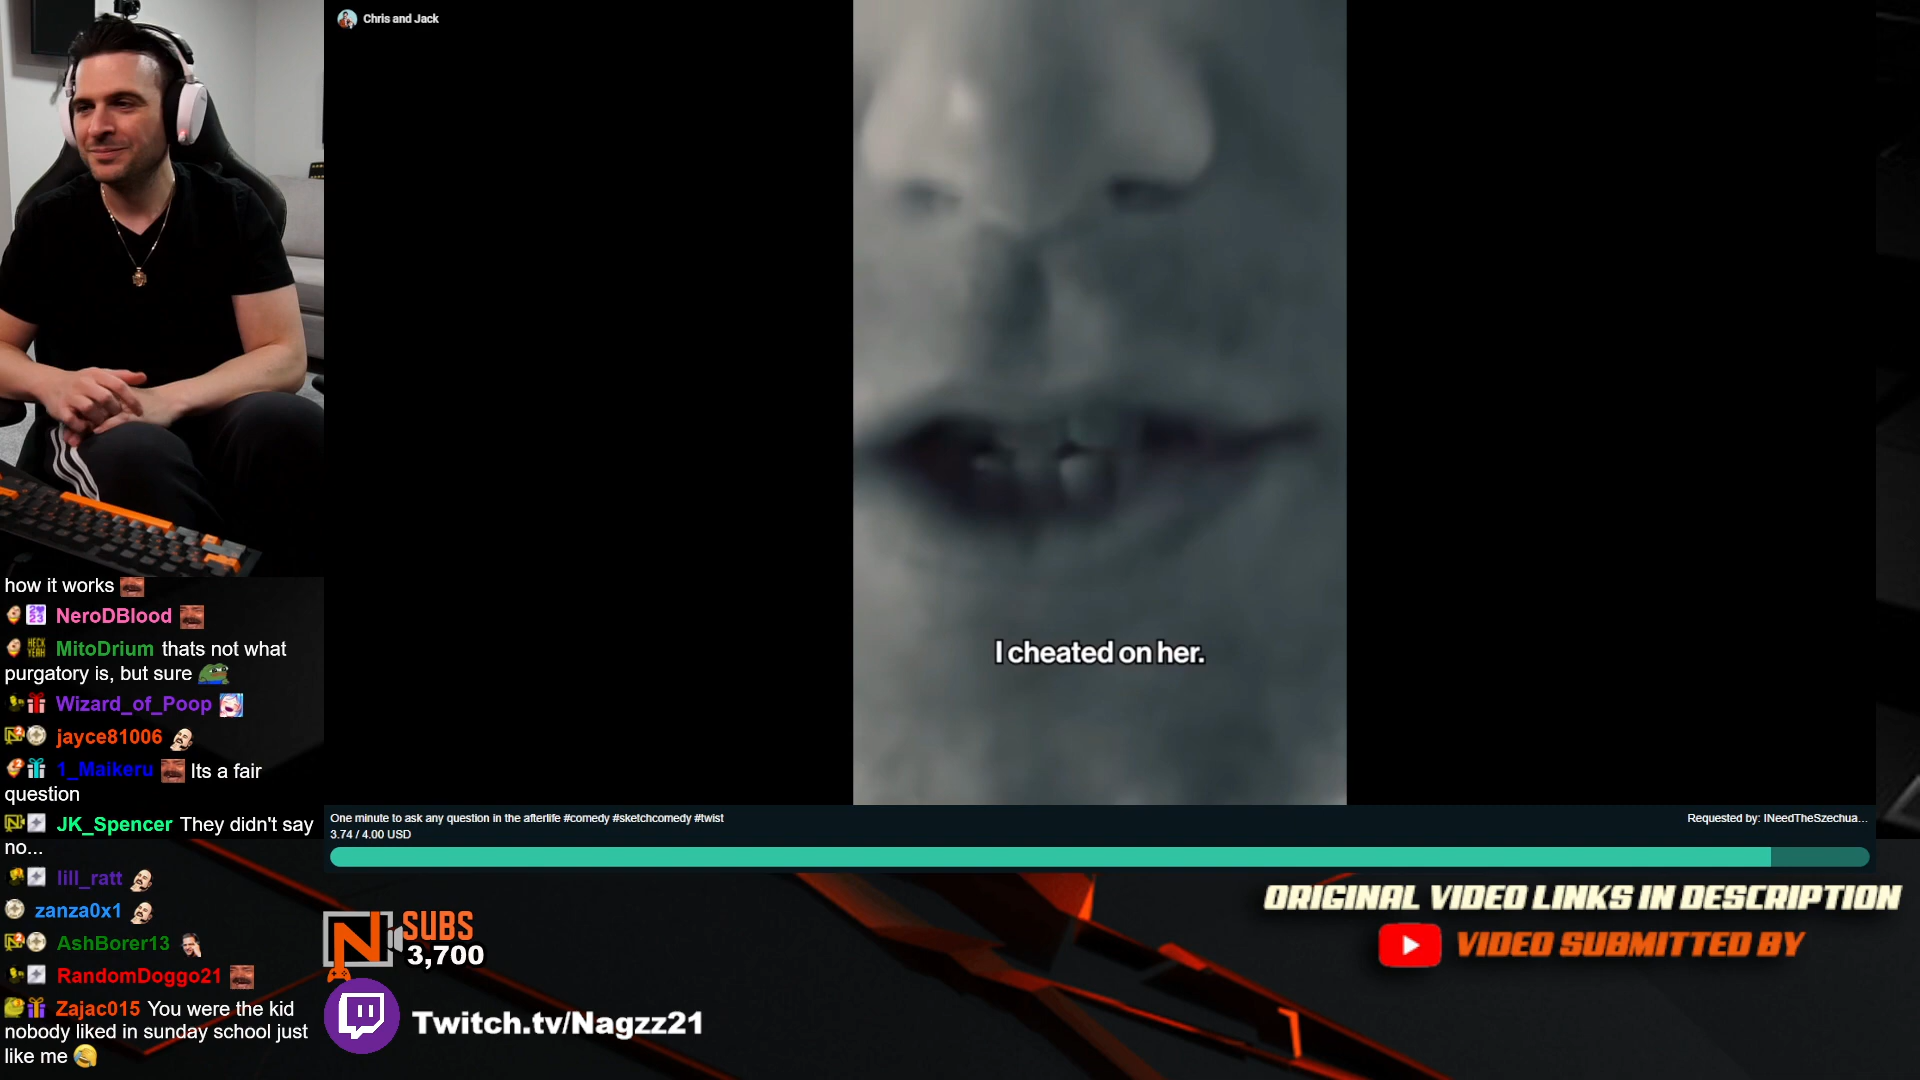 Chris and Jack
I cheated on her.
how it works
NeroDBlood
MitoDrium thats not what
purgatory is, but sure
Wizard_of_Poop
jayce81006
1_Maikeru Its a fair
question
JK_Spencer They didn't say
no...
lill_ratt
zanza0x1
AshBorer13
RandomDoggo21
Zajac015 You were the kid
nobody liked in sunday school just
like me
One minute to ask any question in the afterlife #comedy #sketchcomedy #twist
3.74 / 4.00 USD
Requested by: INeedTheSzechua...
SUBS
3,700
Twitch.tv/Nagzz21
ORIGINAL VIDEO LINKS IN DESCRIPTION
VIDEO SUBMITTED BY